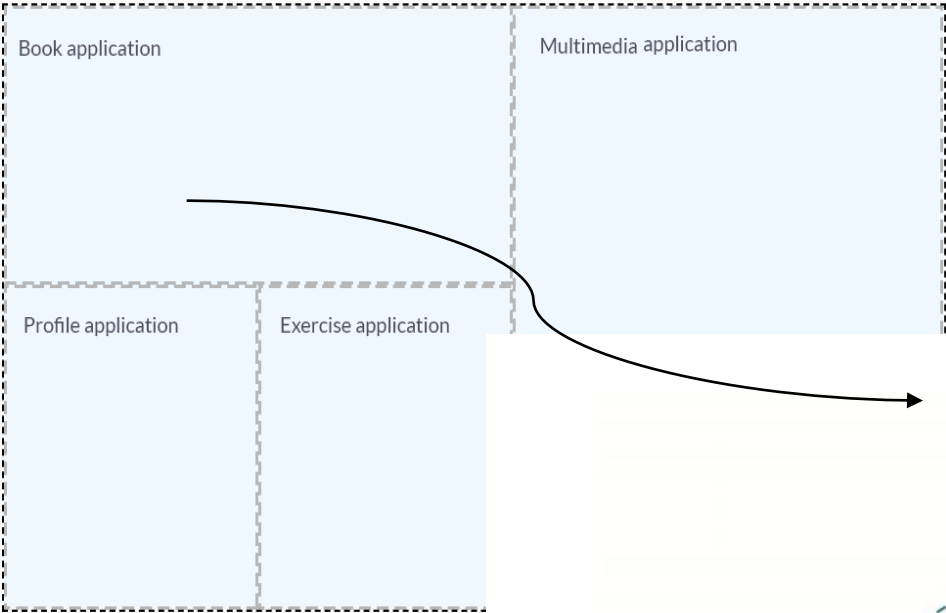 Book application
Multimedia application
Profile application
Exercise application